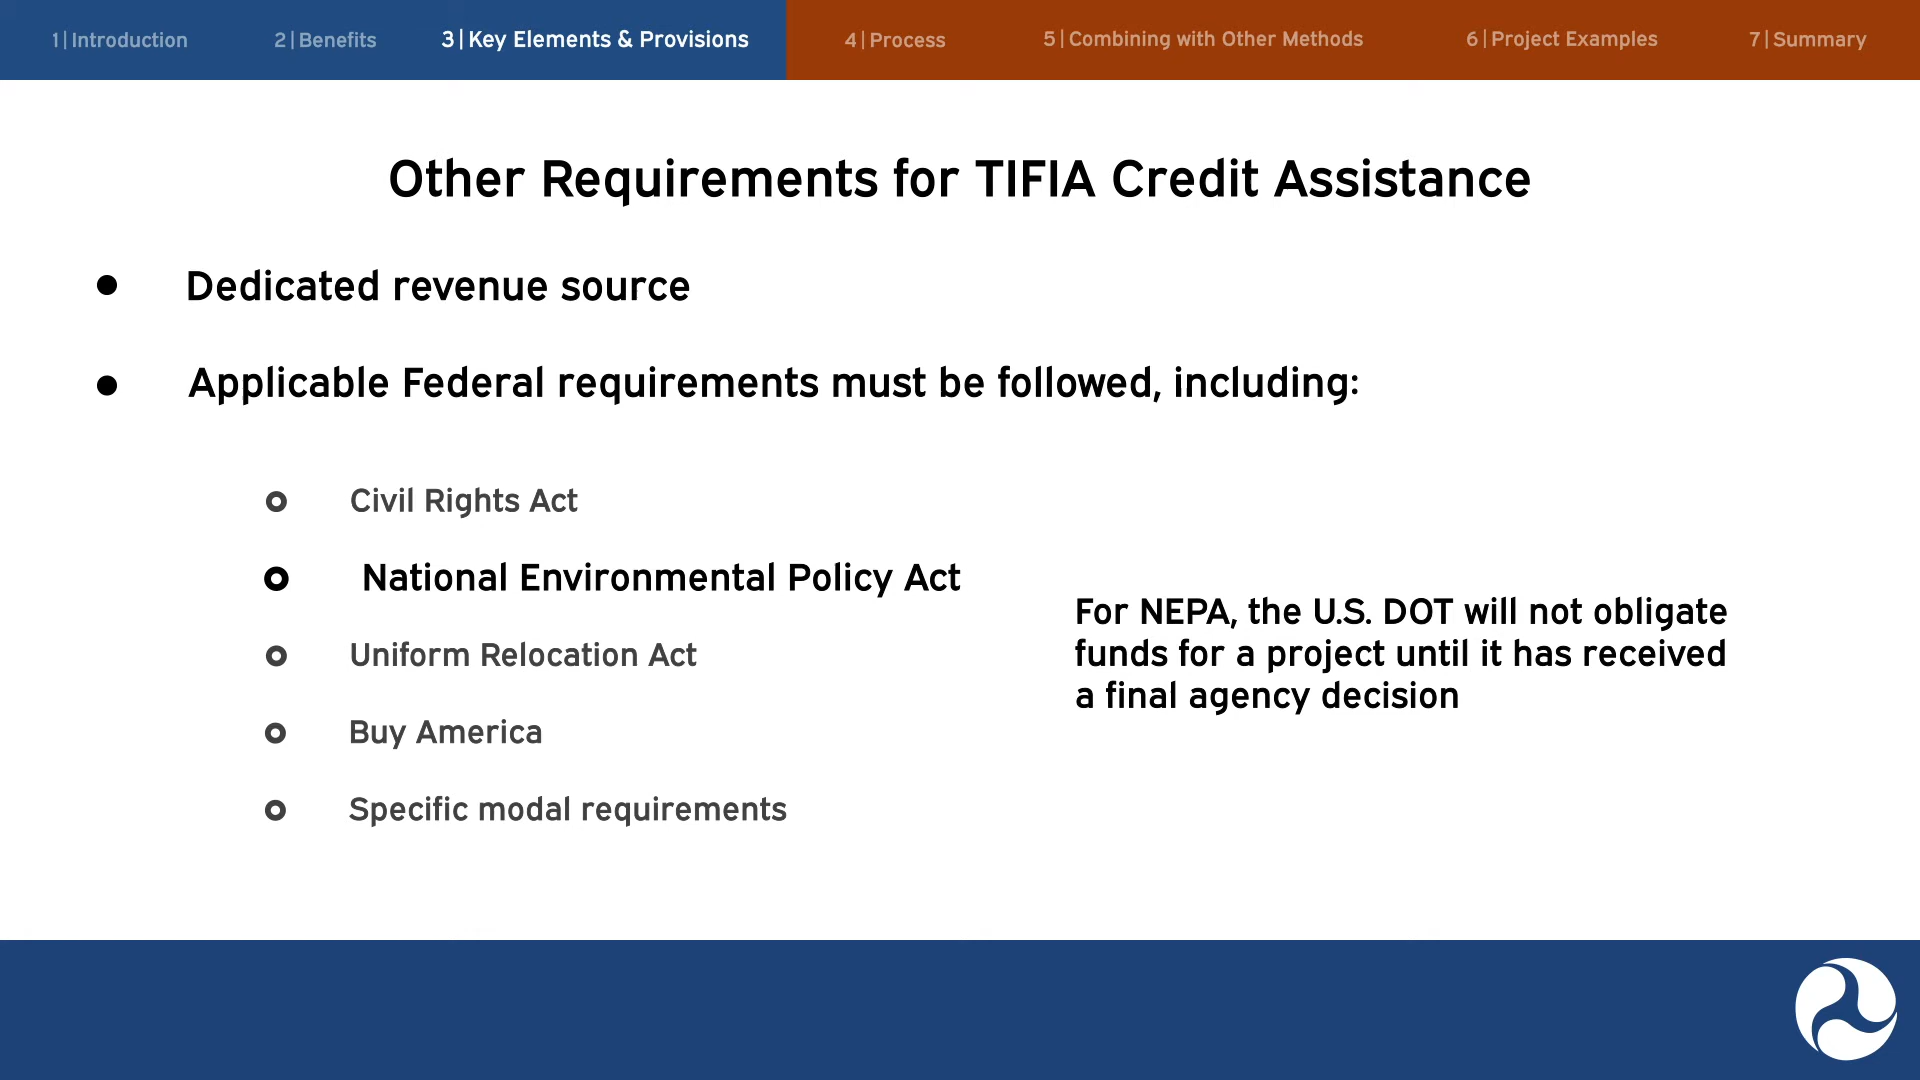 1|Introduction
2|Benefits
3|Key Elements & Provisions
4|Process
5|Combining with Other Methods
6|Project Examples
7|Summary
Other Requirements for TIFIA Credit Assistance
Dedicated revenue source
Applicable Federal requirements must be followed, including:
Civil Rights Act
National Environmental Policy Act
Uniform Relocation Act
Buy America
Specific modal requirements
For NEPA, the U.S. DOT will not obligate
funds for a project until it has received
a final agency decision